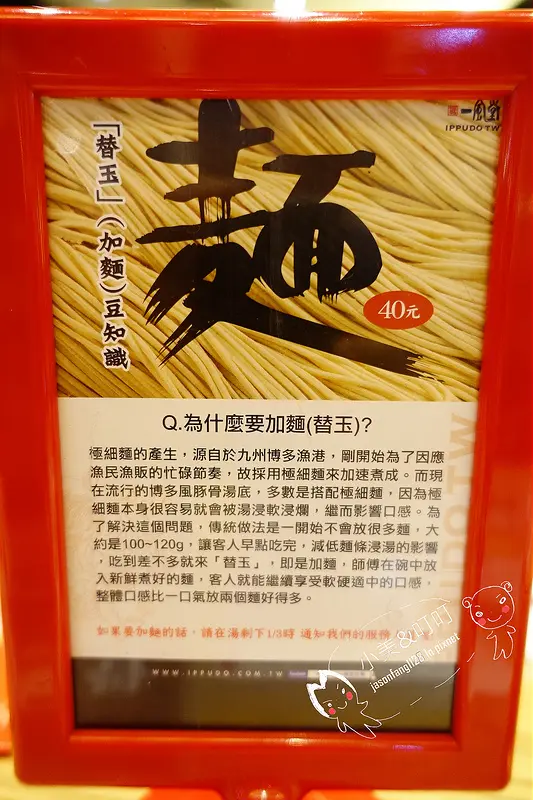 一風堂
IPPUDO TW
「替玉」(加麵)豆知識
麵
40元
Q.為什麼要加麵(替玉)?
極細麵的產生，源自於九州博多漁港，剛開始為了因應
漁民漁販的忙碌節奏，故採用極細麵來加速煮成。而現
在流行的博多風豚骨湯底，多數是搭配極細麵，因為極
細麵本身很容易就會被湯浸軟浸爛，繼而影響口感。為
了解決這個問題，傳統做法是一開始不會放很多麵，大
約是100~120g，讓客人早點吃完，減低麵條浸湯的影響
，吃到差不多就來「替玉」，即是加麵，師傅在碗中放
入新鮮煮好的麵，客人就能繼續享受軟硬適中的口感，
整體口感比一口氣放兩個麵好得多。
如果要加麵的話，請在湯剩下1/3時 通知我們的服務
WWW.IPPUDO.COM.TW
小芳&叮叮
jasonfang1123.in pixnet